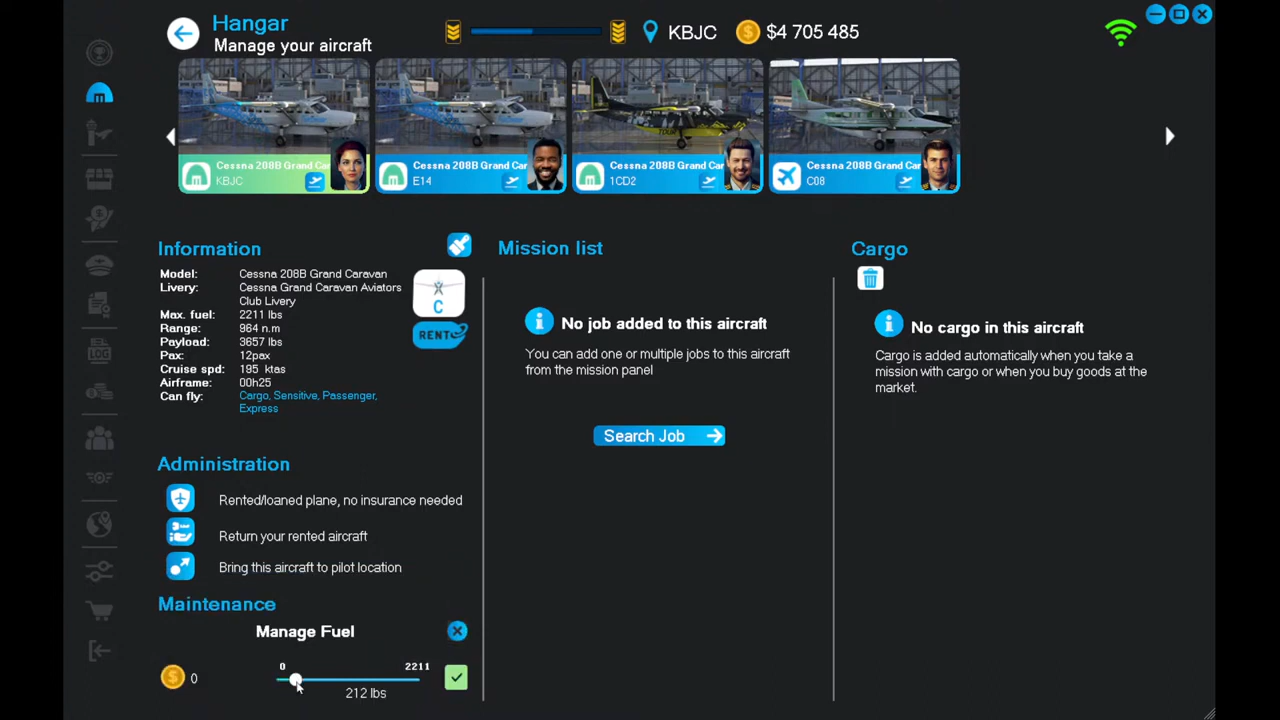 Hangar
Manage your aircraft
KBJC
$4 705 485
Cessna 208B Grand Car
KBJC
Cessna 208B Grand Car
E14
Cessna 208B Grand Car
1CD2
Cessna 208B Grand Car
C08
Information
Model: Cessna 208B Grand Caravan
Livery: Cessna Grand Caravan Aviators
Club Livery
Max. fuel: 2211 lbs
Range: 964 n.m
Payload: 3657 lbs
Pax: 12pax
Cruise spd: 195 ktas
Airframe: 00h25
Can fly: Cargo, Sensitive, Passenger,
Express
C
RENT
Administration
Rented/loaned plane, no insurance needed
Return your rented aircraft
Bring this aircraft to pilot location
Maintenance
Manage Fuel
0
0
2211
212 lbs
Mission list
No job added to this aircraft
You can add one or multiple jobs to this aircraft
from the mission panel
Search Job
Cargo
No cargo in this aircraft
Cargo is added automatically when you take a
mission with cargo or when you buy goods at the
market.
LOG